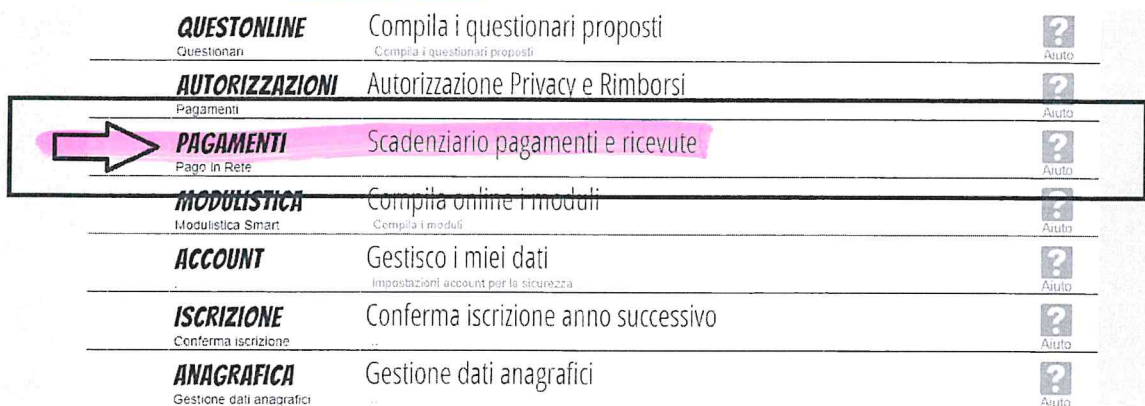 QUESTONLINE Compila i questionari proposti
Questionari Compila i questionari proposti Aiuto
AUTORIZZAZIONI Autorizzazione Privacy e Rimborsi
Pagamenti Aiuto
PAGAMENTI Scadenziario pagamenti e ricevute
Pago In Rete Aiuto
MODULISTICA Compila online i moduli
Modulistica Smart Compila i moduli Aiuto
ACCOUNT Gestisco i miei dati
Impostazioni account per la sicurezza Aiuto
ISCRIZIONE Conferma iscrizione anno successivo
Conferma iscrizione Aiuto
ANAGRAFICA Gestione dati anagrafici
Gestione dati anagrafici Aiuto